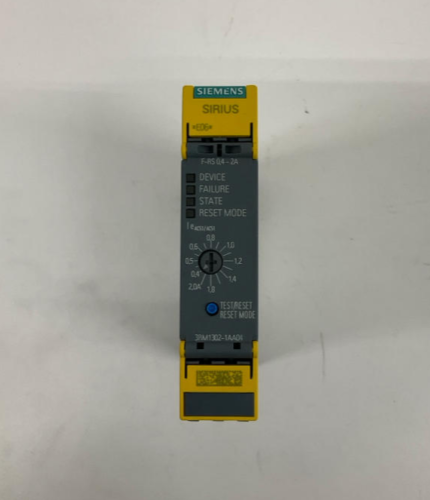 SIEMENS
SIRIUS
«E06»
F-RS 0,4 - 2A
DEVICE
FAILURE
STATE
RESET MODE
0,8
0,6 1,0
0,5 1,2
0,4 1,4
2,0A 1,8
TEST/RESET
RESET MODE
3RM1302-1AA04